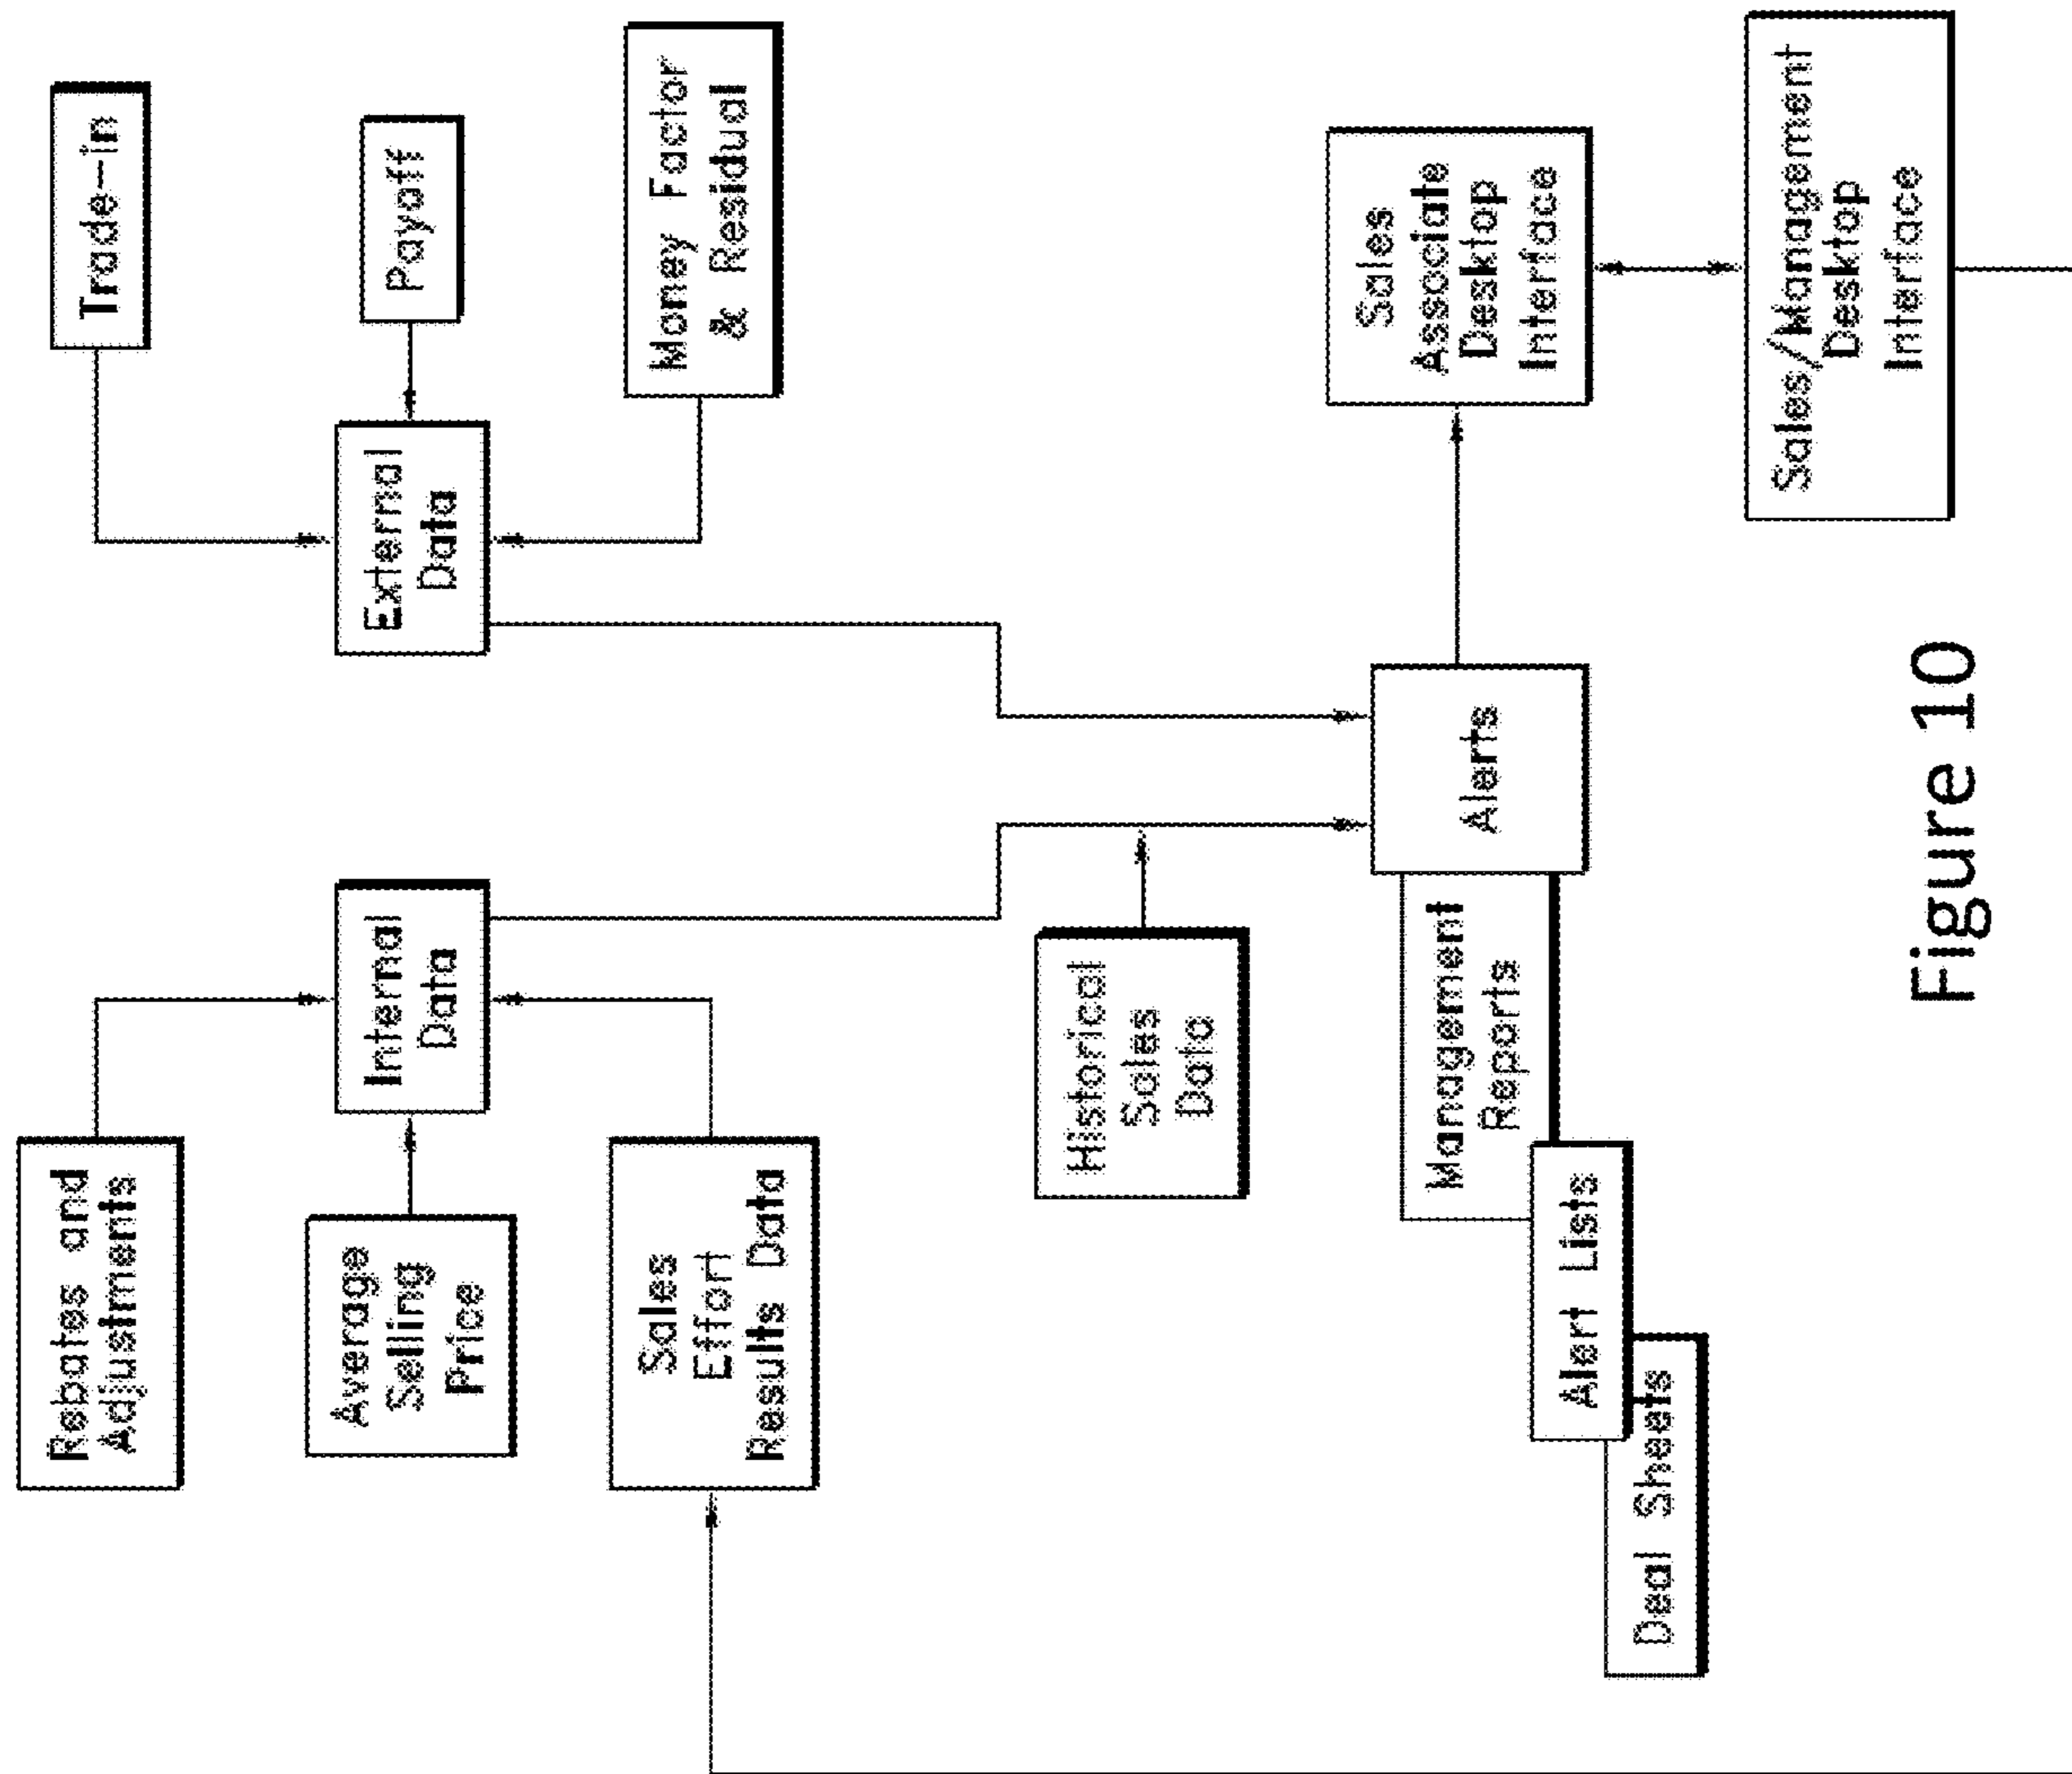 Rebates and
Adjustments
Trade-in
Average
Selling
Price
Internal
Data
External
Data
Payoff
Sales
Effort
Results Data
Money Factor
& Residual
Historical
Sales
Data
Alerts
Sales
Associate
Desktop
Interface
Management
Reports
Alert Lists
Deal Sheets
Sales/Management
Desktop
Interface
Figure 10